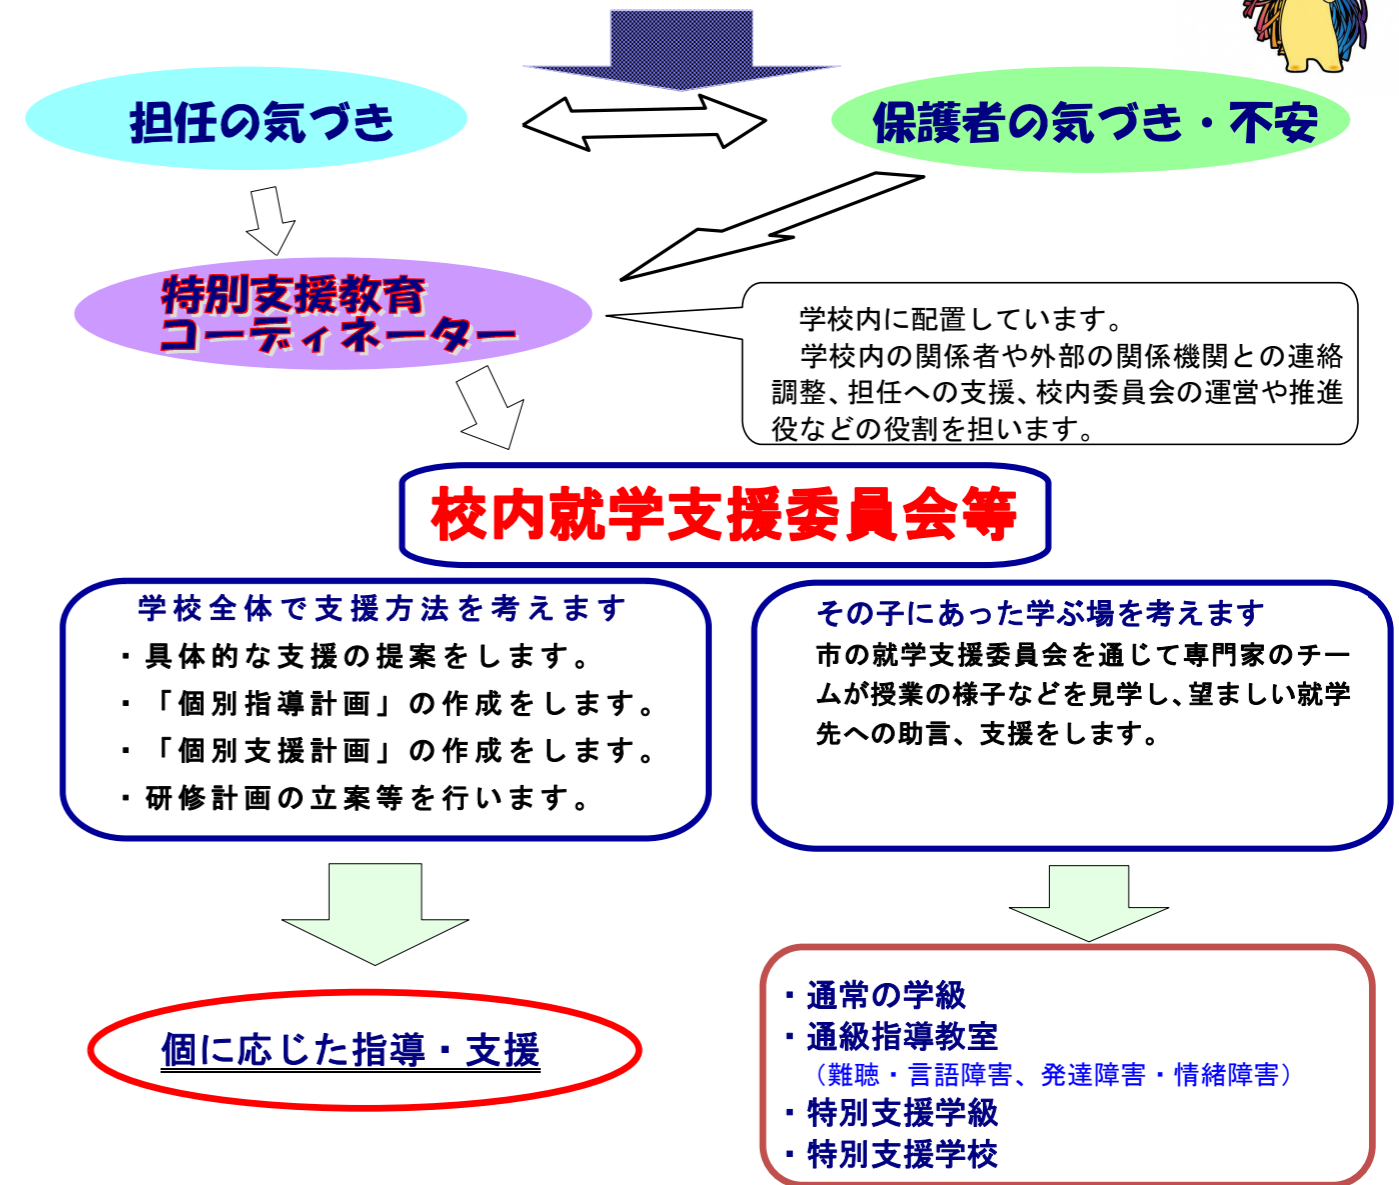 担任の気づき
保護者の気づき・不安
特別支援教育
コーディネーター
学校内に配置しています。
学校内の関係者や外部の関係機関との連絡
調整、担任への支援、校内委員会の運営や推進
役などの役割を担います。
校内就学支援委員会等
学校全体で支援方法を考えます
・具体的な支援の提案をします。
・「個別指導計画」の作成をします。
・「個別支援計画」の作成をします。
・研修計画の立案等を行います。
その子にあった学ぶ場を考えます
市の就学支援委員会を通じて専門家のチー
ムが授業の様子などを見学し、望ましい就学
先への助言、支援をします。
個に応じた指導・支援
・通常の学級
・通級指導教室
（難聴・言語障害、発達障害・情緒障害）
・特別支援学級
・特別支援学校